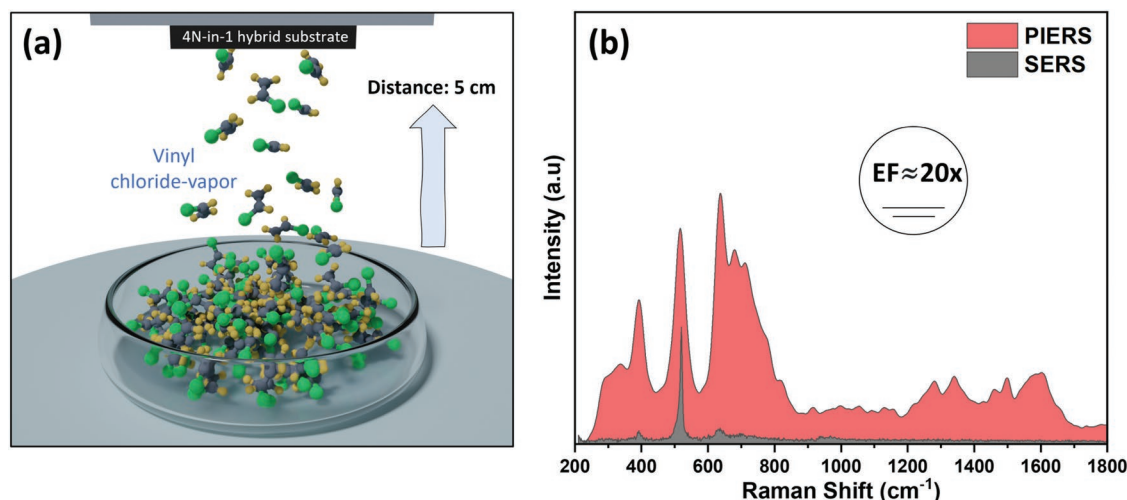 (a)
4N-in-1 hybrid substrate
Distance: 5 cm
Vinyl
chloride-vapor
(b)
PIERS
SERS
EF≈20x
Intensity (a.u)
200 400 600 800 1000 1200 1400 1600 1800
Raman Shift (cm⁻¹)